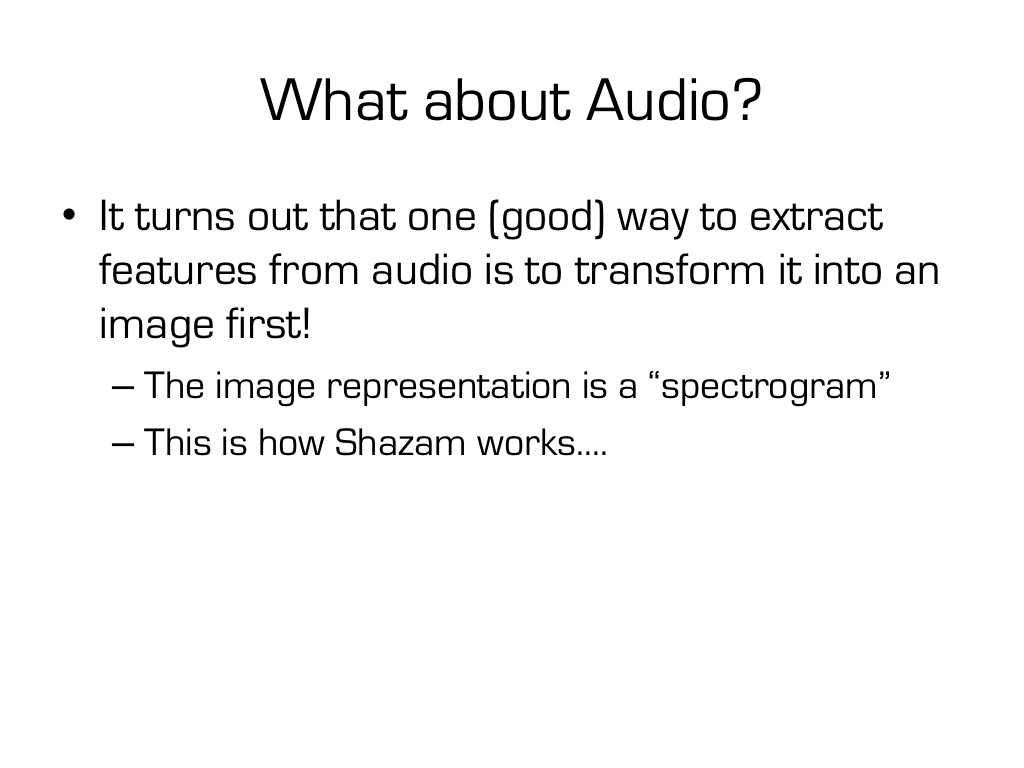 What about Audio?
• It turns out that one (good) way to extract
features from audio is to transform it into an
image first!
– The image representation is a “spectrogram”
– This is how Shazam works....